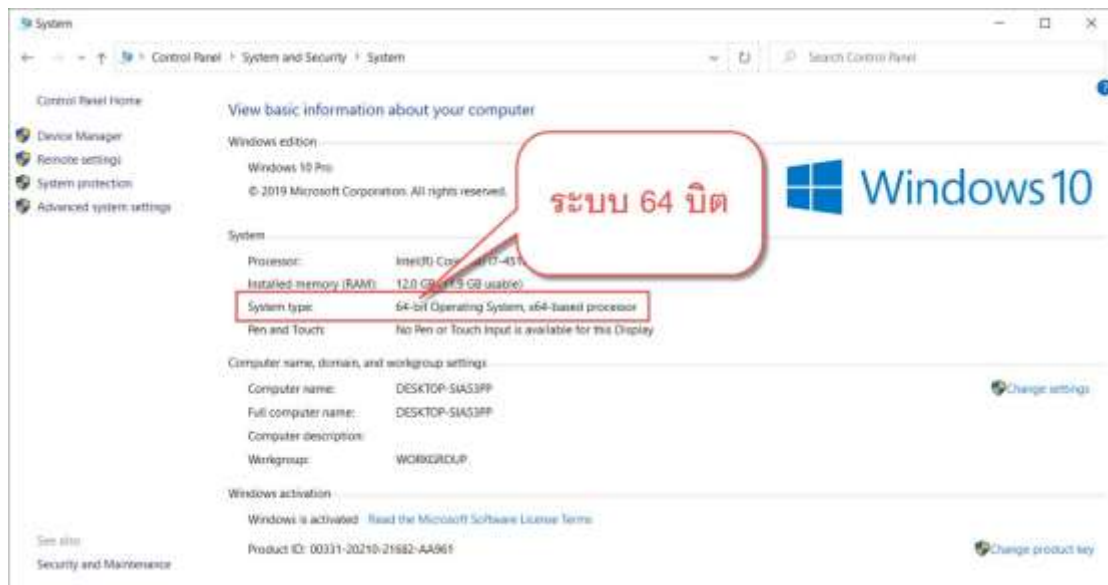 System
Control Panel › System and Security › System
Search Control Panel
Control Panel Home
Device Manager
Remote settings
System protection
Advanced system settings
View basic information about your computer
Windows edition
Windows 10 Pro
© 2019 Microsoft Corporation. All rights reserved.
Windows 10
ระบบ 64 บิต
System
Processor: Intel(R)
Installed memory (RAM): 12.0 GB GB usable)
System type: 64-bit Operating System, x64-based processor
Pen and Touch: No Pen or Touch Input is available for this Display
Computer name, domain, and workgroup settings
Computer name: DESKTOP-SIAS3PP
Change settings
Full computer name: DESKTOP-SIAS3PP
Computer description:
Workgroup: WORKGROUP
Windows activation
Windows is activated Read the Microsoft Software License Terms
Product ID: 00331-20210-21682-AA961
Change product key
See also
Security and Maintenance